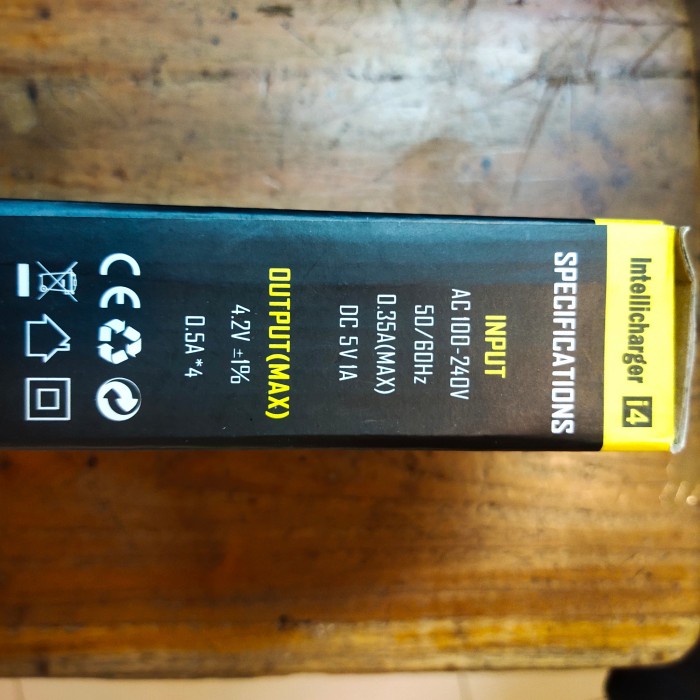 Intellicharger i4
SPECIFICATIONS
INPUT
AC 100-240V
50/60Hz
0.35A(MAX)
DC 5V 1A
OUTPUT(MAX)
4.2V ±1%
0.5A*4
CE